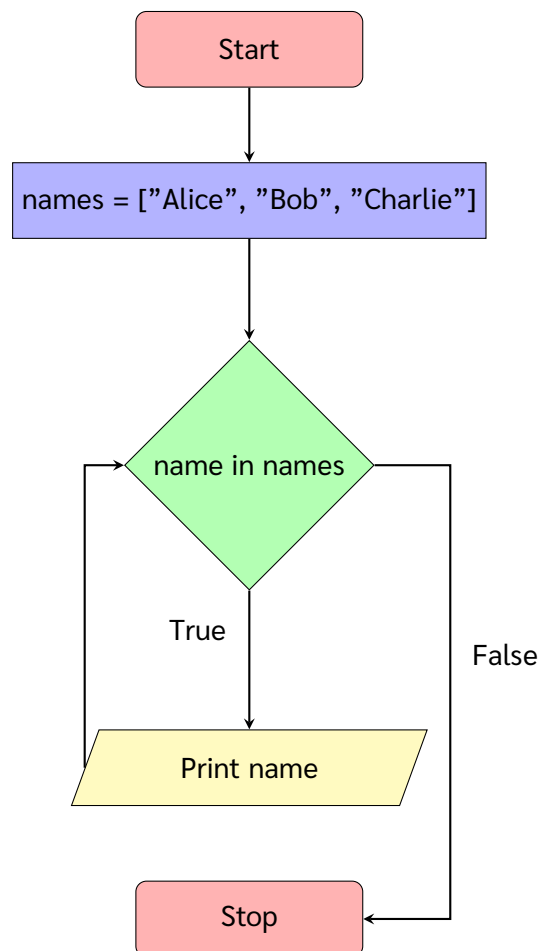 Start
names = [”Alice”, ”Bob”, ”Charlie”]
name in names
True
False
Print name
Stop